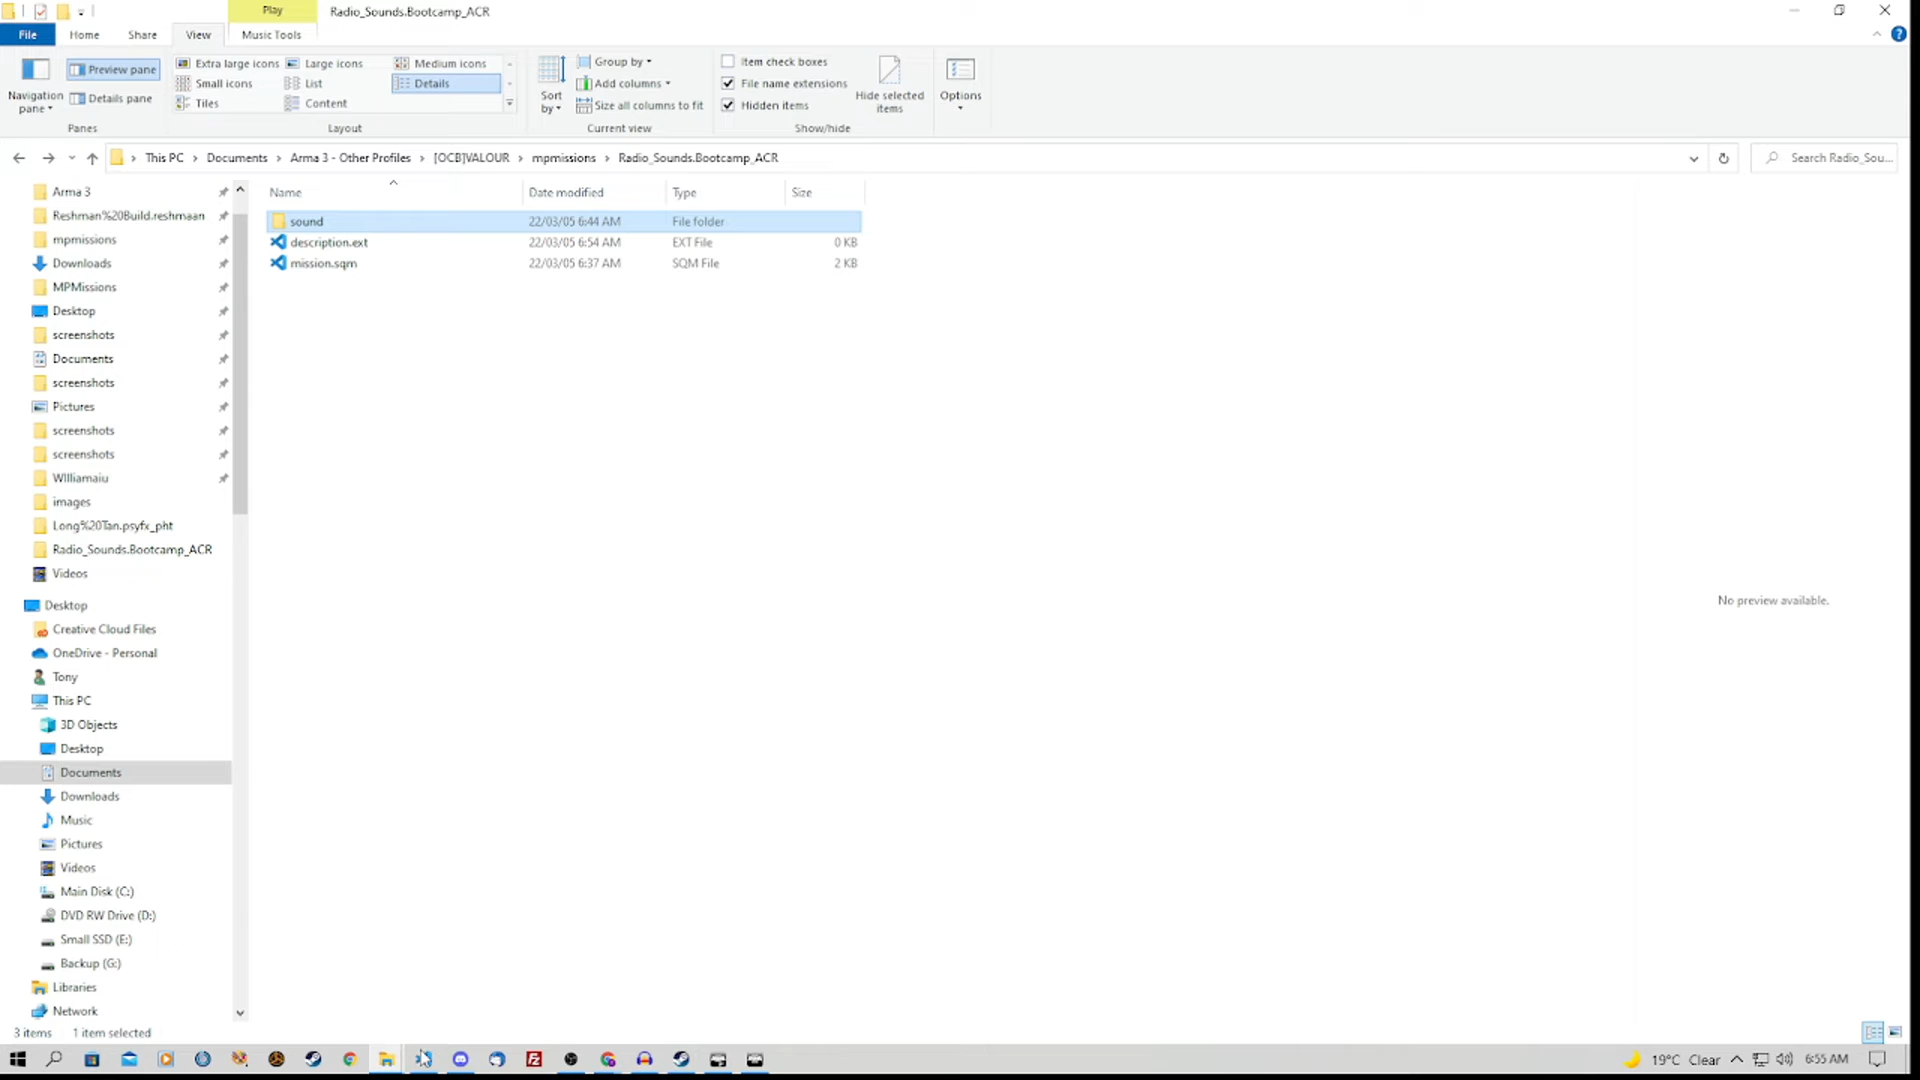 Play
Radio_Sounds.Bootcamp_ACR
File
Home
Share
View
Music Tools
Navigation pane
Preview pane
Details pane
Panes
Extra large icons
Large icons
Medium icons
Small icons
List
Details
Tiles
Content
Layout
Sort by
Group by
Add columns
Size all columns to fit
Current view
Item check boxes
File name extensions
Hidden items
Hide selected items
Show/hide
Options
This PC
Documents
Arma 3 - Other Profiles
[OCB]VALOUR
mpmissions
Radio_Sounds.Bootcamp_ACR
Search Radio_Sou...
Name
Date modified
Type
Size
sound
22/03/05 6:44 AM
File folder
description.ext
22/03/05 6:54 AM
EXT File
0 KB
mission.sqm
22/03/05 6:37 AM
SQM File
2 KB
Arma 3
Reshman%20Build.reshmaan
mpmissions
Downloads
MPMissions
Desktop
screenshots
Documents
screenshots
Pictures
screenshots
screenshots
WIlliamaiu
images
Long%20Tan.psyfx_pht
Radio_Sounds.Bootcamp_ACR
Videos
Desktop
Creative Cloud Files
OneDrive - Personal
Tony
This PC
3D Objects
Desktop
Documents
Downloads
Music
Pictures
Videos
Main Disk (C:)
DVD RW Drive (D:)
Small SSD (E:)
Backup (G:)
Libraries
Network
No preview available.
3 items
1 item selected
19°C Clear
6:55 AM